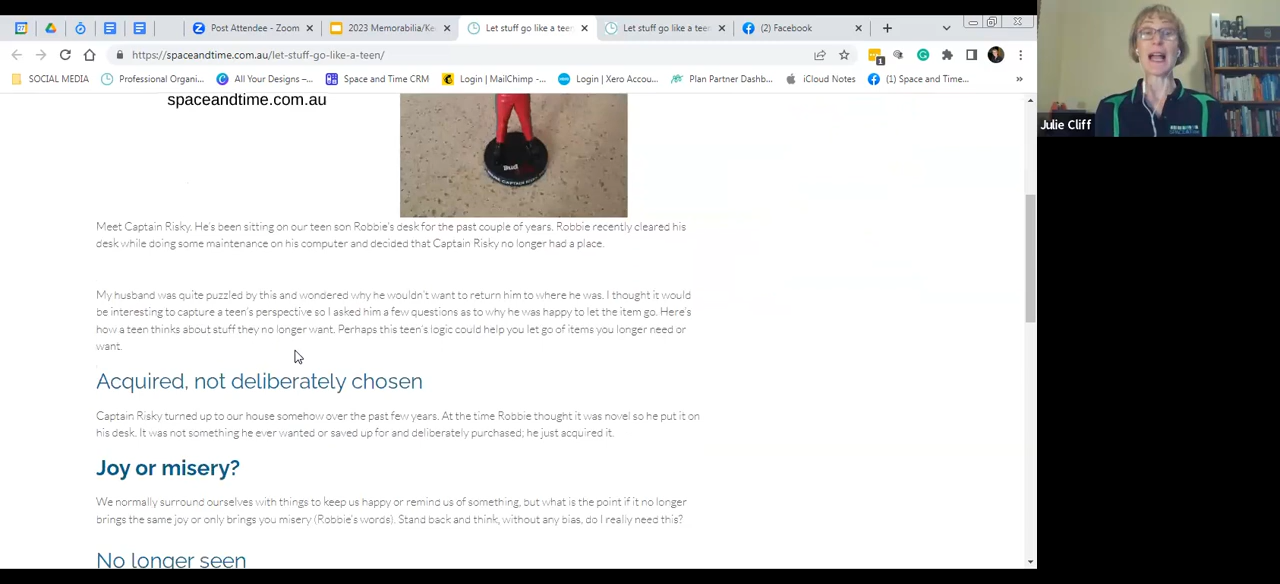 Post Attendee - Zoom
2023 Memorabilia/Ke
Let stuff go like a tee
Let stuff go like a tee
(2) Facebook
https://spaceandtime.com.au/let-stuff-go-like-a-teen/
SOCIAL MEDIA
Professional Organi...
All Your Designs –...
Space and Time CRM
Login | MailChimp -...
Login | Xero Accou...
Plan Partner Dashb...
iCloud Notes
(1) Space and Time...
»
Julie Cliff
spaceandtime.com.au
Meet Captain Risky. He's been sitting on our teen son Robbie's desk for the past couple of years. Robbie recently cleared his
desk while doing some maintenance on his computer and decided that Captain Risky no longer had a place.
My husband was quite puzzled by this and wondered why he wouldn't want to return him to where he was. I thought it would
be interesting to capture a teen's perspective so I asked him a few questions as to why he was happy to let the item go. Here's
how a teen thinks about stuff they no longer want. Perhaps this teen's logic could help you let go of items you longer need or
want.
Acquired, not deliberately chosen
Captain Risky turned up to our house somehow over the past few years. At the time Robbie thought it was novel so he put it on
his desk. It was not something he ever wanted or saved up for and deliberately purchased; he just acquired it.
Joy or misery?
We normally surround ourselves with things to keep us happy or remind us of something, but what is the point if it no longer
brings the same joy or only brings you misery (Robbie's words). Stand back and think, without any bias, do I really need this?
No longer seen